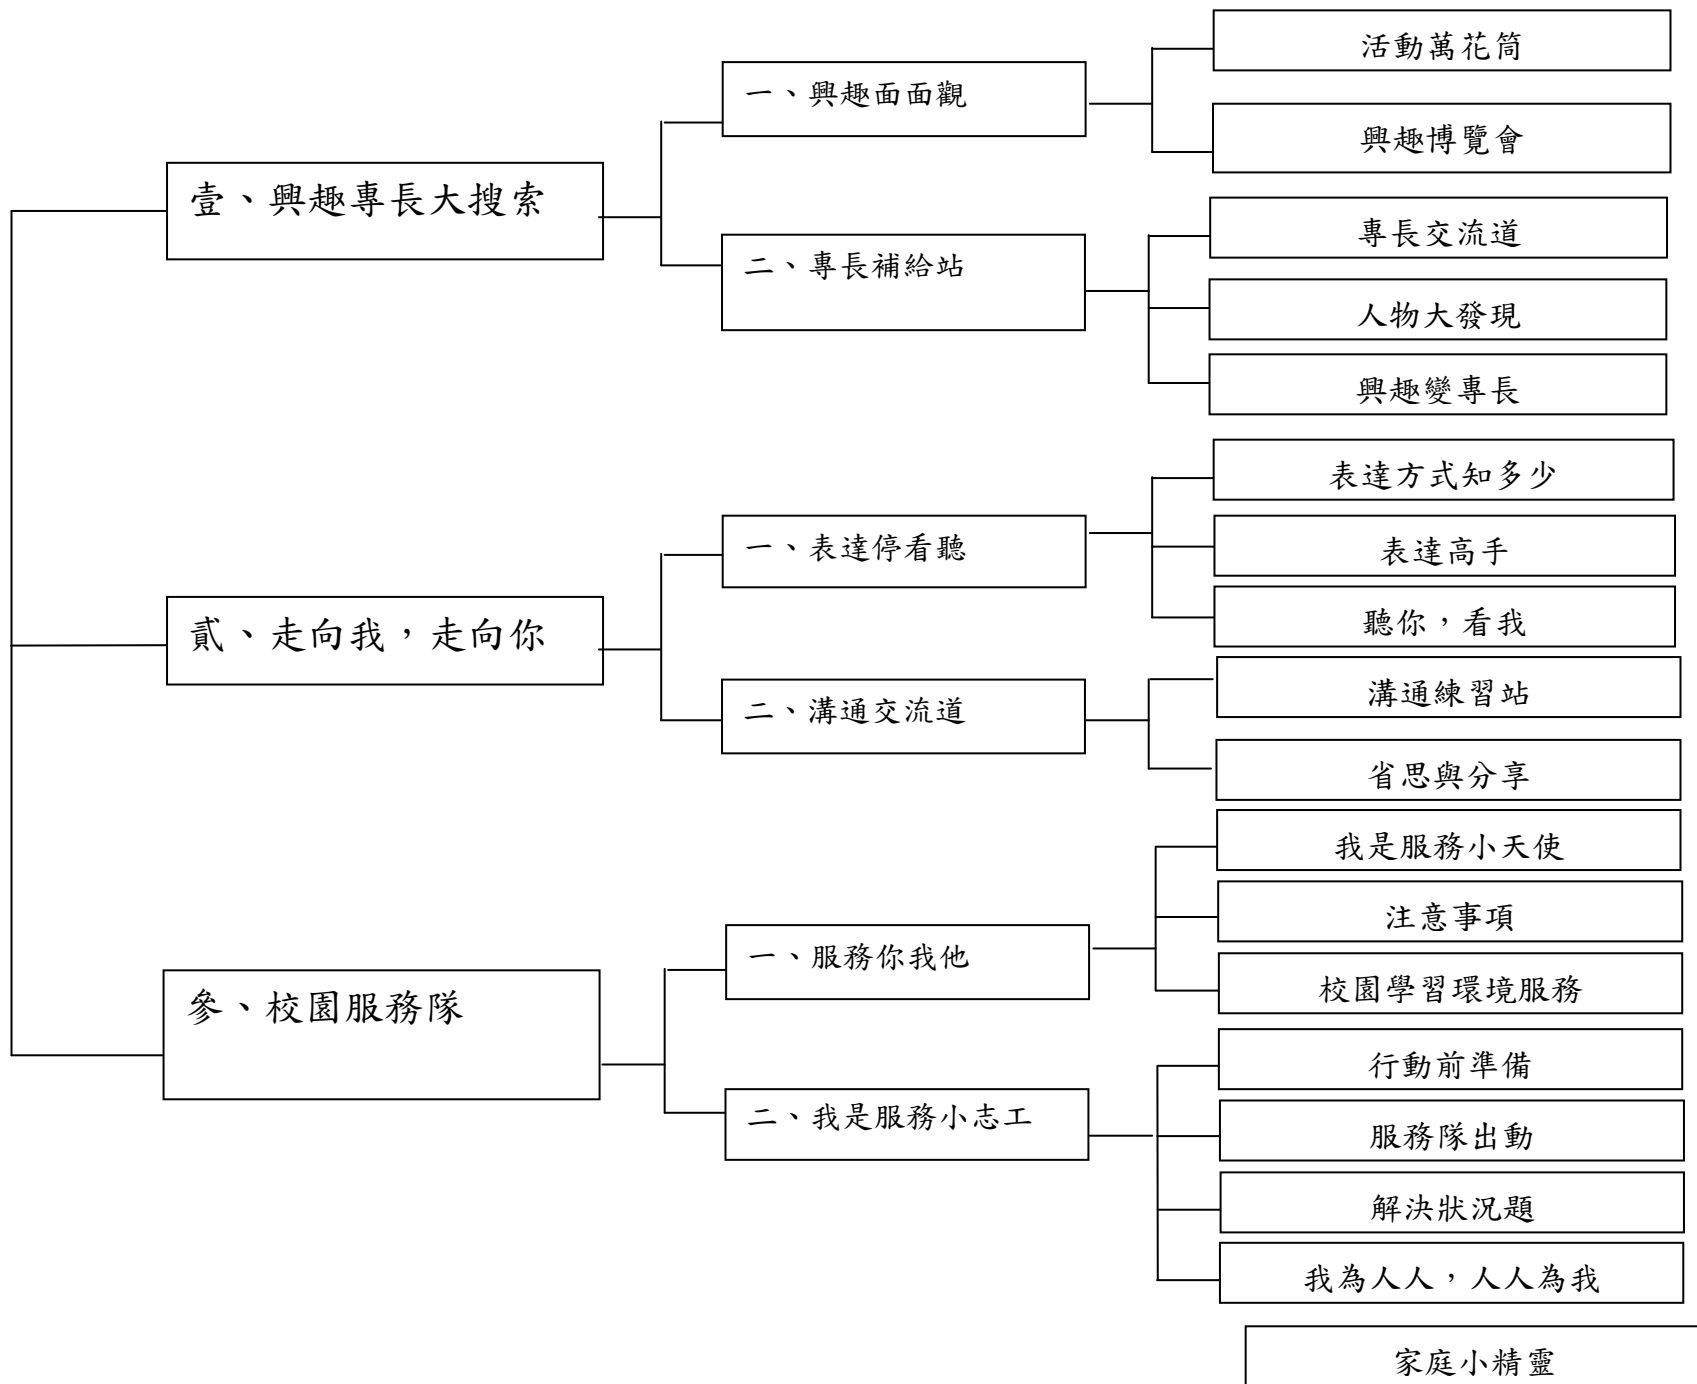 壹、興趣專長大搜索
一、興趣面面觀
活動萬花筒
興趣博覽會
二、專長補給站
專長交流道
人物大發現
興趣變專長
貳、走向我，走向你
一、表達停看聽
表達方式知多少
表達高手
聽你，看我
二、溝通交流道
溝通練習站
省思與分享
參、校園服務隊
一、服務你我他
我是服務小天使
注意事項
校園學習環境服務
二、我是服務小志工
行動前準備
服務隊出動
解決狀況題
我為人人，人人為我
家庭小精靈